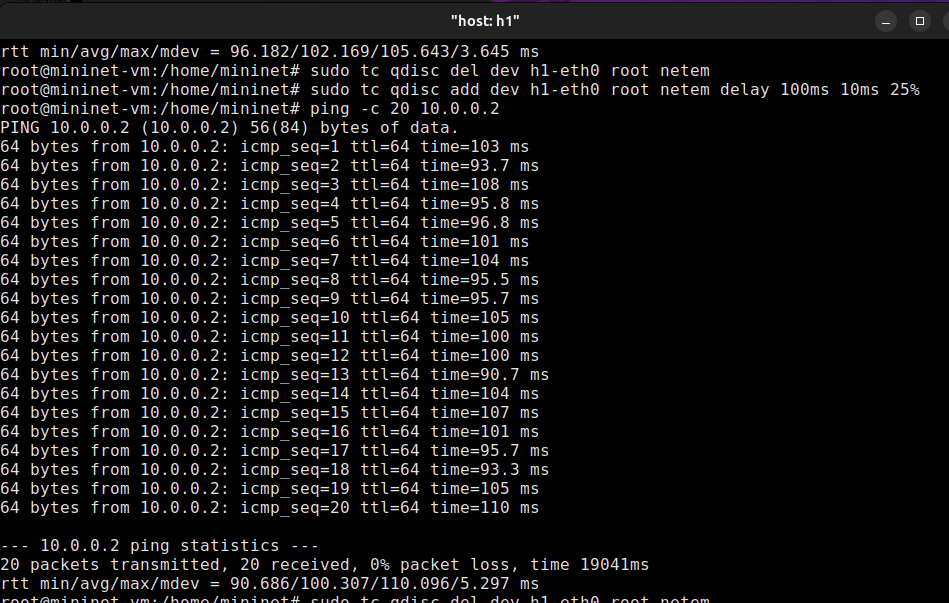 "host: h1"
rtt min/avg/max/mdev = 96.182/102.169/105.643/3.645 ms
root@mininet-vm:/home/mininet# sudo tc qdisc del dev h1-eth0 root netem
root@mininet-vm:/home/mininet# sudo tc qdisc add dev h1-eth0 root netem delay 100ms 10ms 25%
root@mininet-vm:/home/mininet# ping -c 20 10.0.0.2
PING 10.0.0.2 (10.0.0.2) 56(84) bytes of data.
64 bytes from 10.0.0.2: icmp_seq=1 ttl=64 time=103 ms
64 bytes from 10.0.0.2: icmp_seq=2 ttl=64 time=93.7 ms
64 bytes from 10.0.0.2: icmp_seq=3 ttl=64 time=108 ms
64 bytes from 10.0.0.2: icmp_seq=4 ttl=64 time=95.8 ms
64 bytes from 10.0.0.2: icmp_seq=5 ttl=64 time=96.8 ms
64 bytes from 10.0.0.2: icmp_seq=6 ttl=64 time=101 ms
64 bytes from 10.0.0.2: icmp_seq=7 ttl=64 time=104 ms
64 bytes from 10.0.0.2: icmp_seq=8 ttl=64 time=95.5 ms
64 bytes from 10.0.0.2: icmp_seq=9 ttl=64 time=95.7 ms
64 bytes from 10.0.0.2: icmp_seq=10 ttl=64 time=105 ms
64 bytes from 10.0.0.2: icmp_seq=11 ttl=64 time=100 ms
64 bytes from 10.0.0.2: icmp_seq=12 ttl=64 time=100 ms
64 bytes from 10.0.0.2: icmp_seq=13 ttl=64 time=90.7 ms
64 bytes from 10.0.0.2: icmp_seq=14 ttl=64 time=104 ms
64 bytes from 10.0.0.2: icmp_seq=15 ttl=64 time=107 ms
64 bytes from 10.0.0.2: icmp_seq=16 ttl=64 time=101 ms
64 bytes from 10.0.0.2: icmp_seq=17 ttl=64 time=95.7 ms
64 bytes from 10.0.0.2: icmp_seq=18 ttl=64 time=93.3 ms
64 bytes from 10.0.0.2: icmp_seq=19 ttl=64 time=105 ms
64 bytes from 10.0.0.2: icmp_seq=20 ttl=64 time=110 ms
--- 10.0.0.2 ping statistics ---
20 packets transmitted, 20 received, 0% packet loss, time 19041ms
rtt min/avg/max/mdev = 90.686/100.307/110.096/5.297 ms
root@mininet-vm:/home/mininet# sudo tc qdisc del dev h1-eth0 root netem